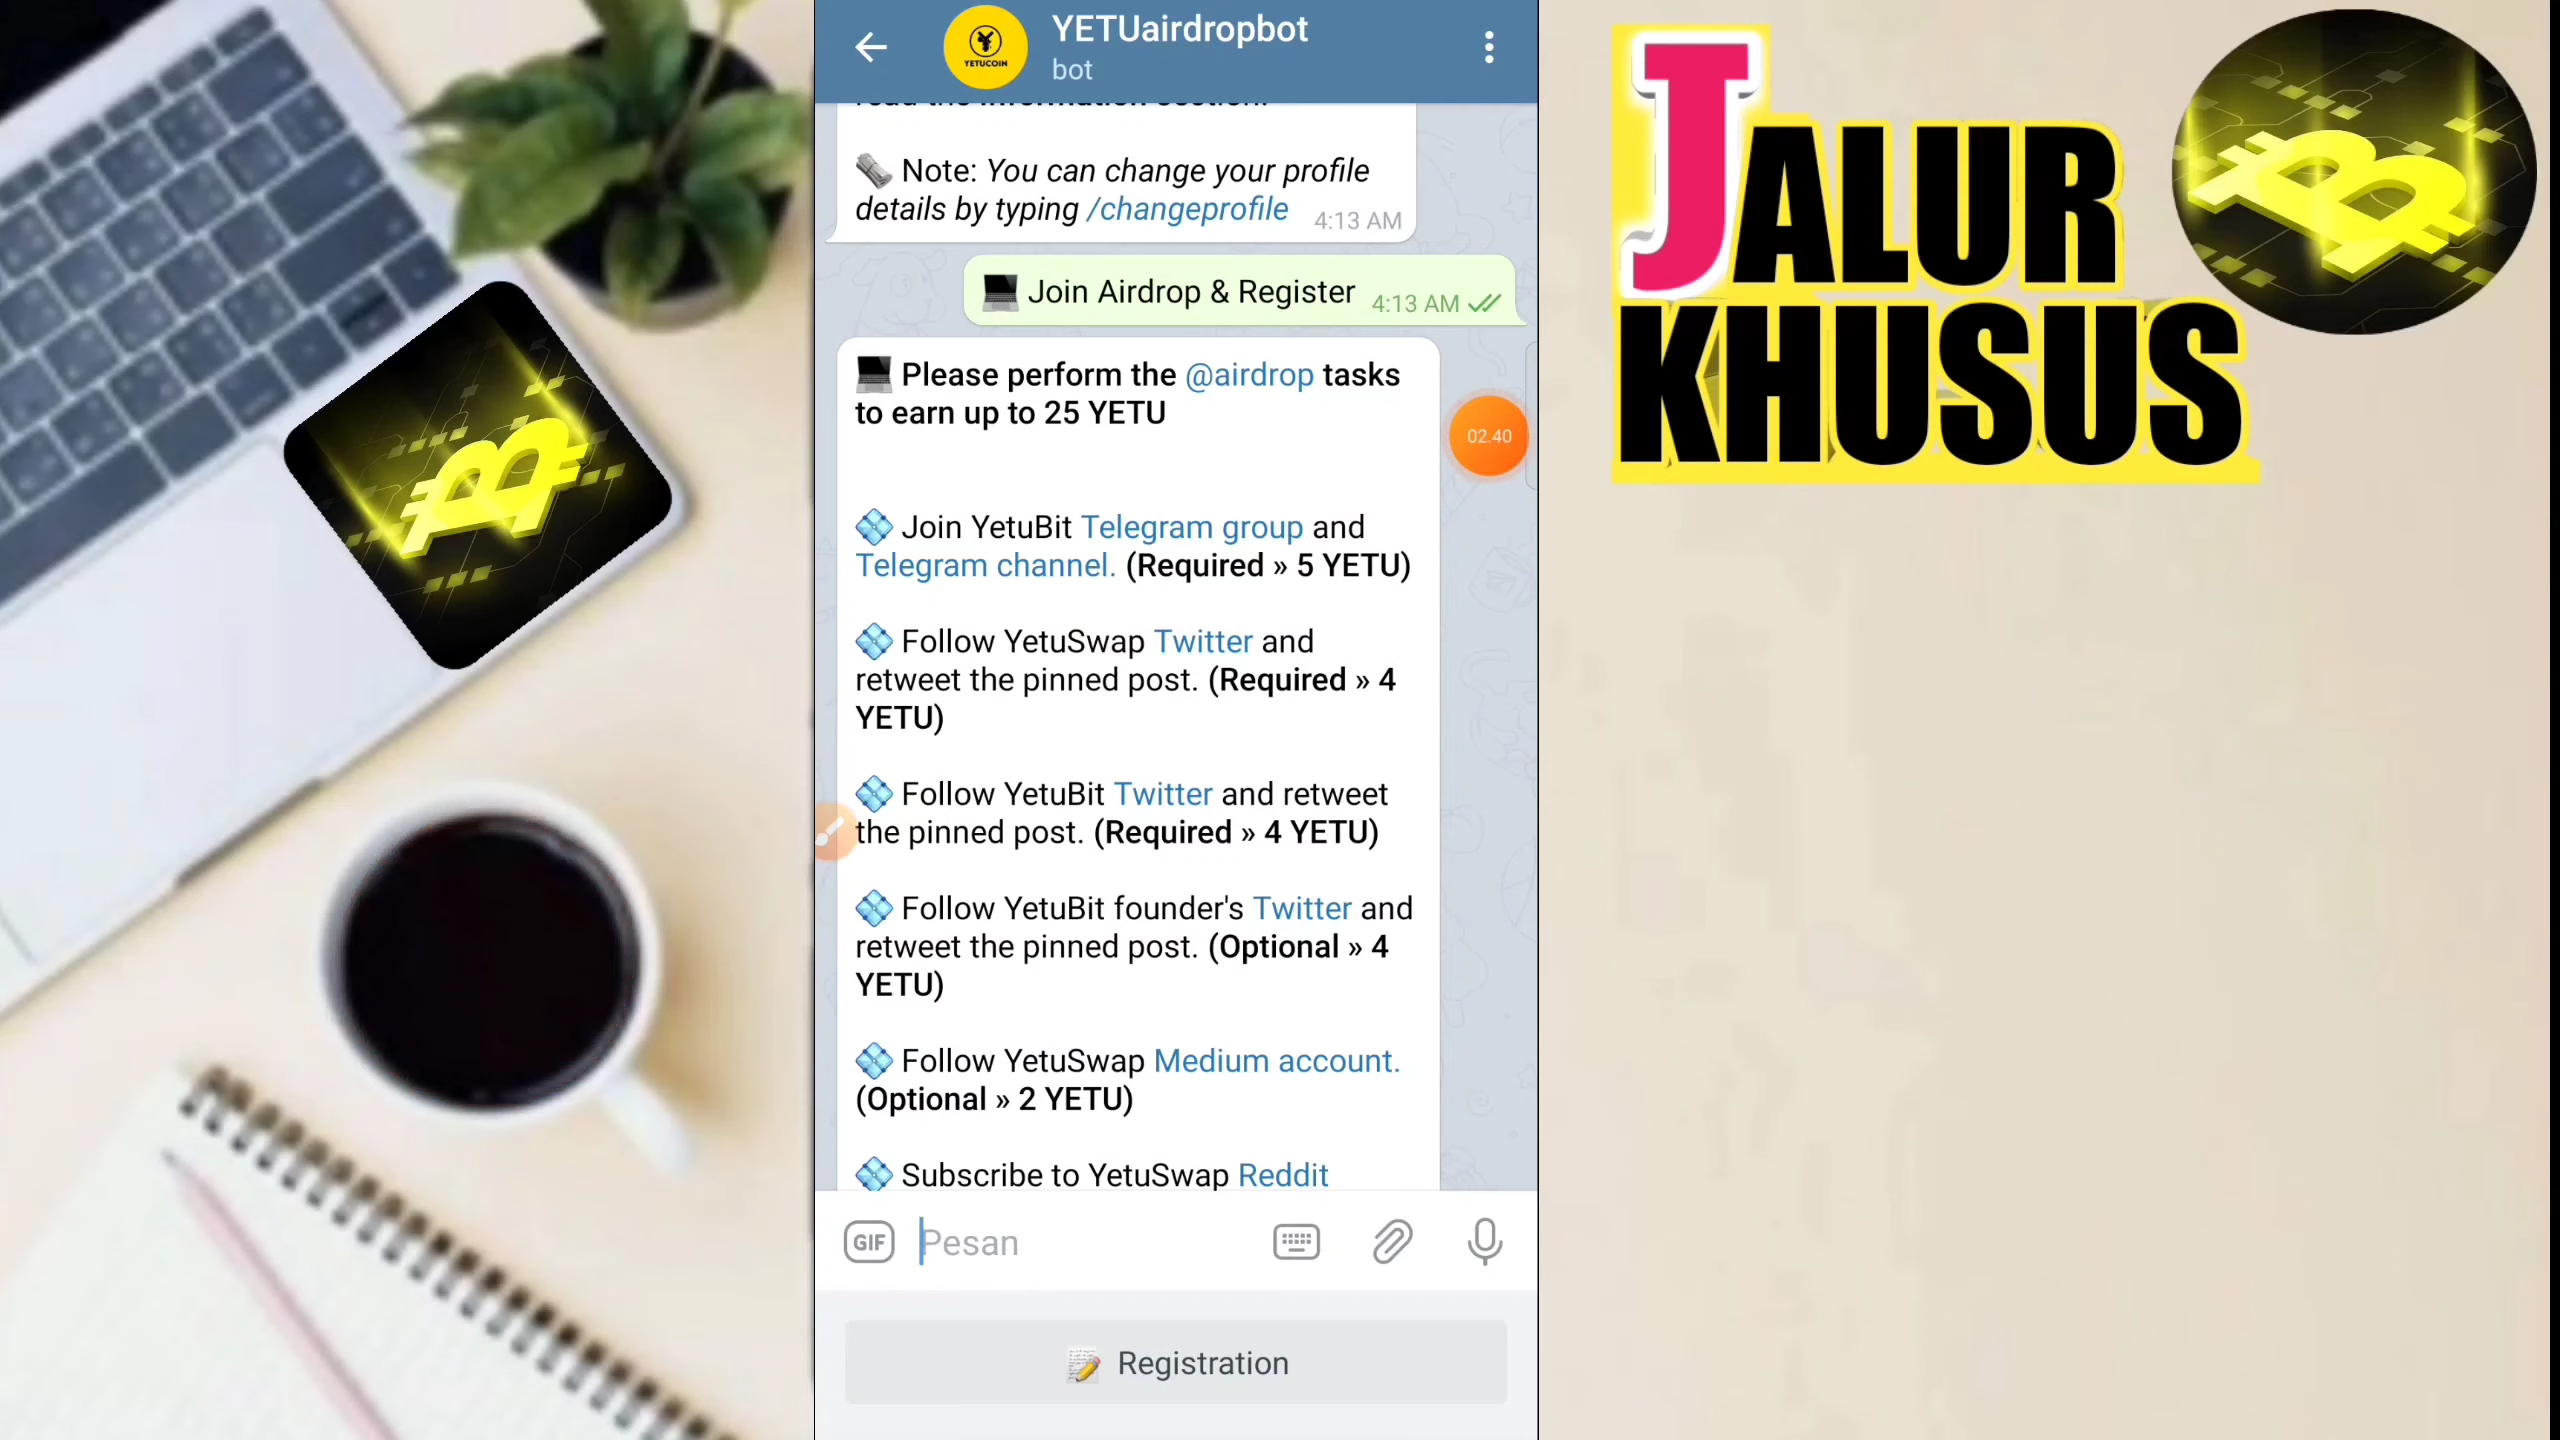 YETUCOIN
YETUairdropbot
bot
Note: You can change your profile
details by typing /changeprofile 4:13 AM
Join Airdrop & Register 4:13 AM
Please perform the @airdrop tasks
to earn up to 25 YETU
02.40
Join YetuBit Telegram group and
Telegram channel. (Required » 5 YETU)
Follow YetuSwap Twitter and
retweet the pinned post. (Required » 4
YETU)
Follow YetuBit Twitter and retweet
the pinned post. (Required » 4 YETU)
Follow YetuBit founder's Twitter and
retweet the pinned post. (Optional » 4
YETU)
Follow YetuSwap Medium account.
(Optional » 2 YETU)
Subscribe to YetuSwap Reddit
GIF Pesan
Registration
JALUR
KHUSUS